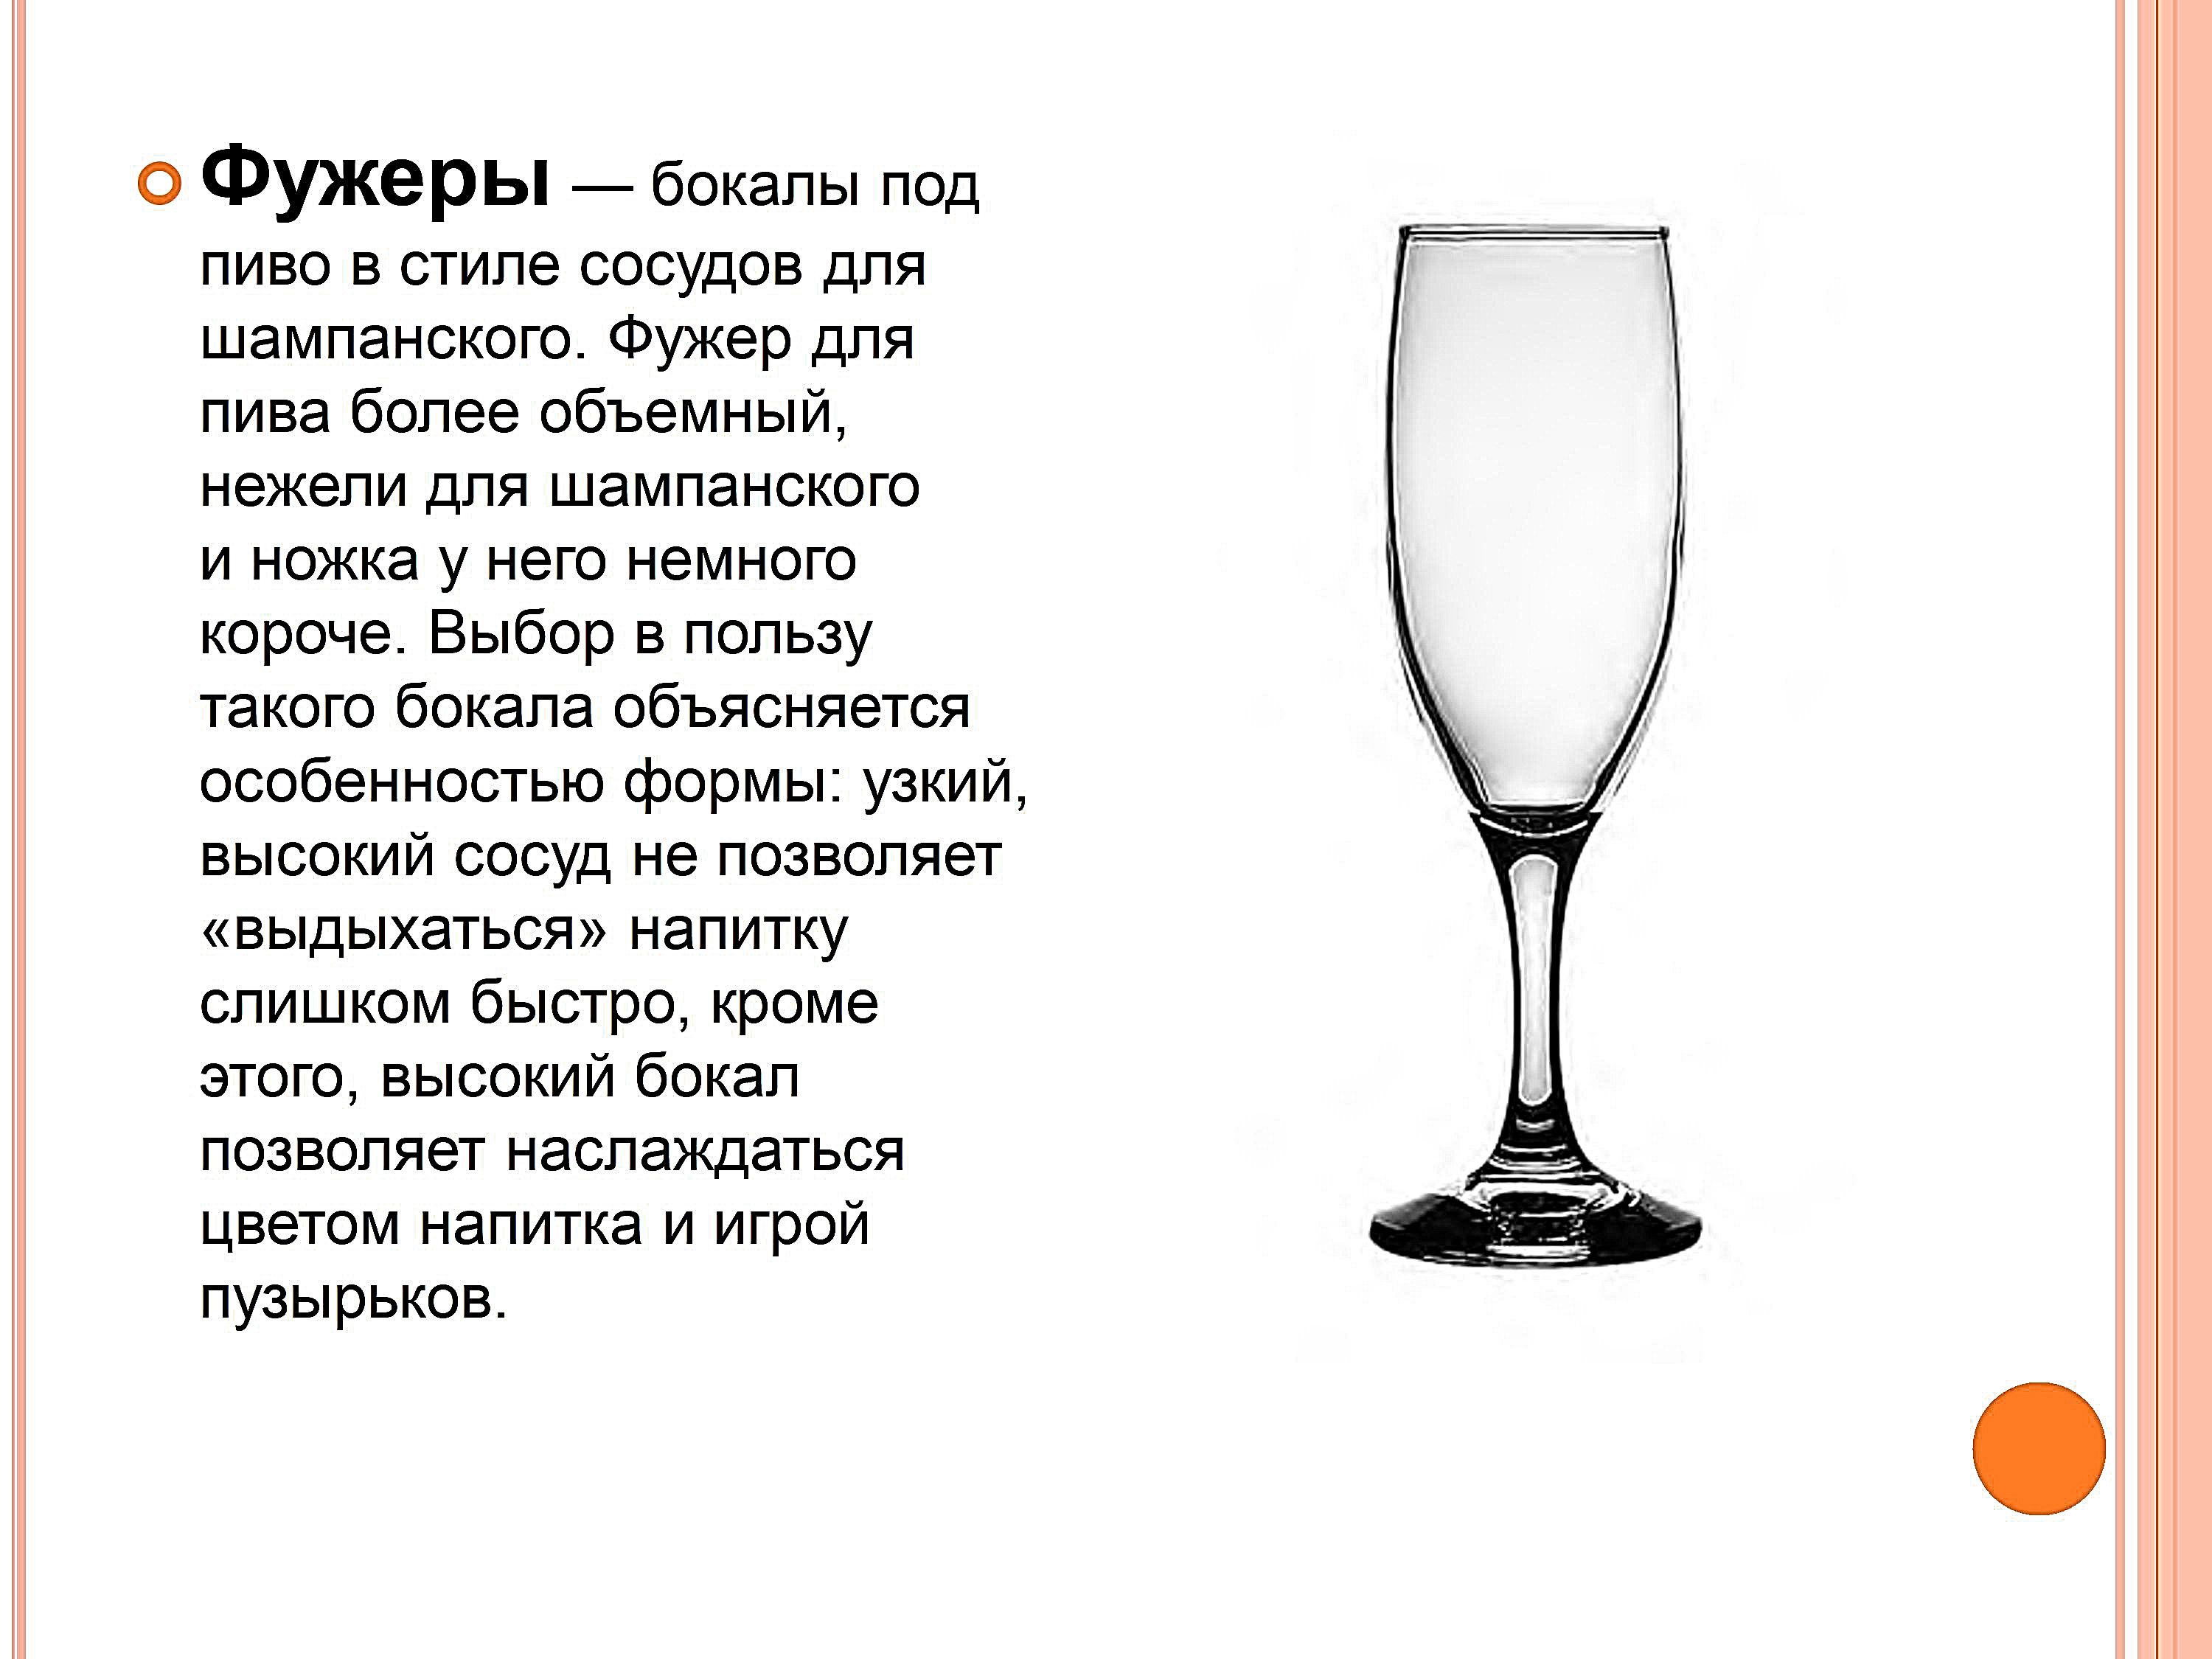 Фужеры — бокалы под
пиво в стиле сосудов для
шампанского. Фужер для
пива более объемный,
нежели для шампанского
и ножка у него немного
короче. Выбор в пользу
такого бокала объясняется
особенностью формы: узкий,
высокий сосуд не позволяет
«выдыхаться» напитку
слишком быстро, кроме
этого, высокий бокал
позволяет наслаждаться
цветом напитка и игрой
пузырьков.